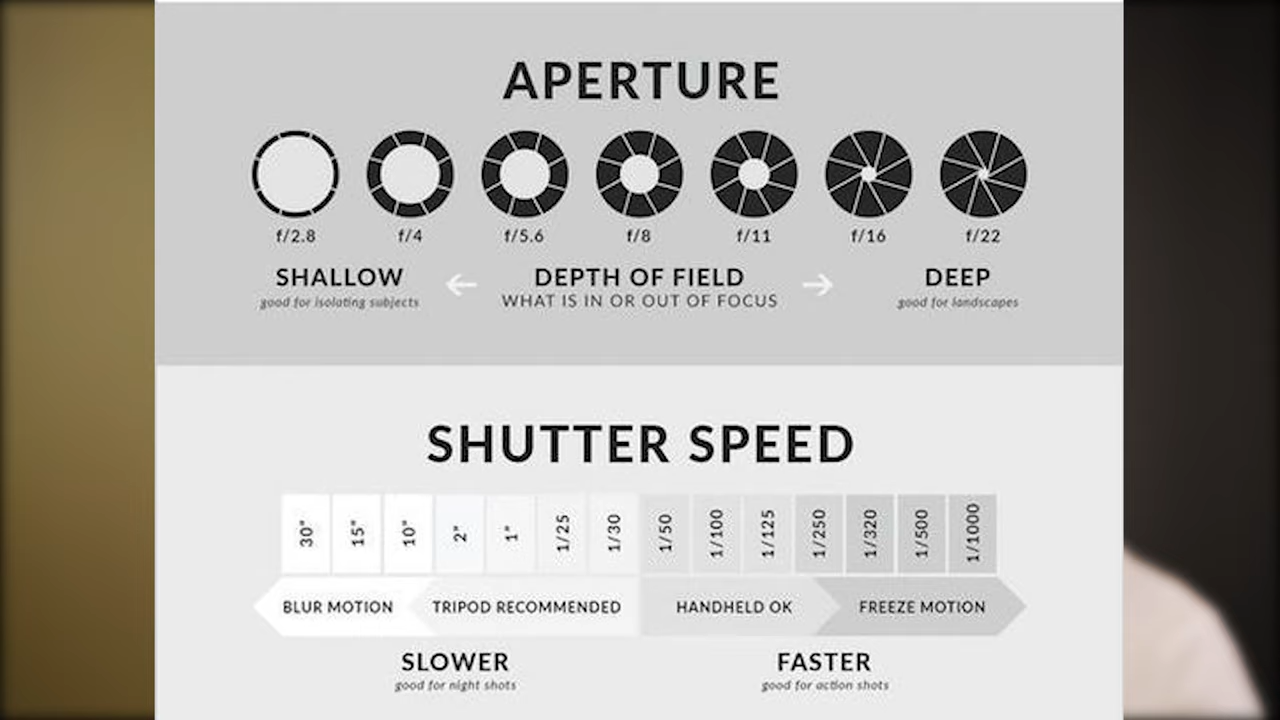 APERTURE
f/2.8 f/4 f/5.6 f/8 f/11 f/16 f/22
SHALLOW DEPTH OF FIELD DEEP
good for isolating subjects WHAT IS IN OR OUT OF FOCUS good for landscapes
SHUTTER SPEED
30" 15" 10" 2" 1" 1/25 1/30 1/50 1/100 1/125 1/250 1/320 1/500 1/1000
BLUR MOTION TRIPOD RECOMMENDED HANDHELD OK FREEZE MOTION
SLOWER FASTER
good for night shots good for action shots